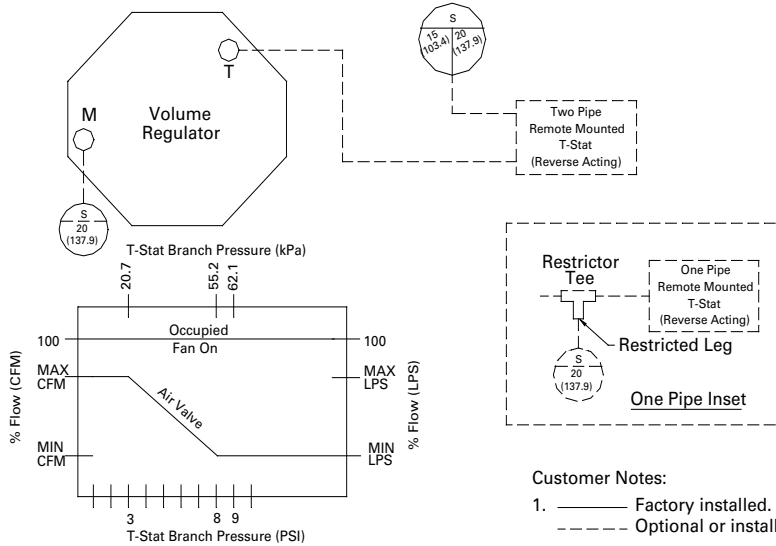 S
15
(103.4)
20
(137.9)
T
M
Volume
Regulator
S
20
(137.9)
Two Pipe
Remote Mounted
T-Stat
(Reverse Acting)
T-Stat Branch Pressure (kPa)
20.7
55.2
62.1
Occupied
Fan On
100
100
MAX
CFM
MAX
LPS
Air Valve
MIN
CFM
MIN
LPS
% Flow (CFM)
% Flow (LPS)
3
8
9
T-Stat Branch Pressure (PSI)
Restrictor
Tee
One Pipe
Remote Mounted
T-Stat
(Reverse Acting)
Restricted Leg
S
20
(137.9)
One Pipe Inset
Customer Notes:
1. Factory installed.
Optional or install